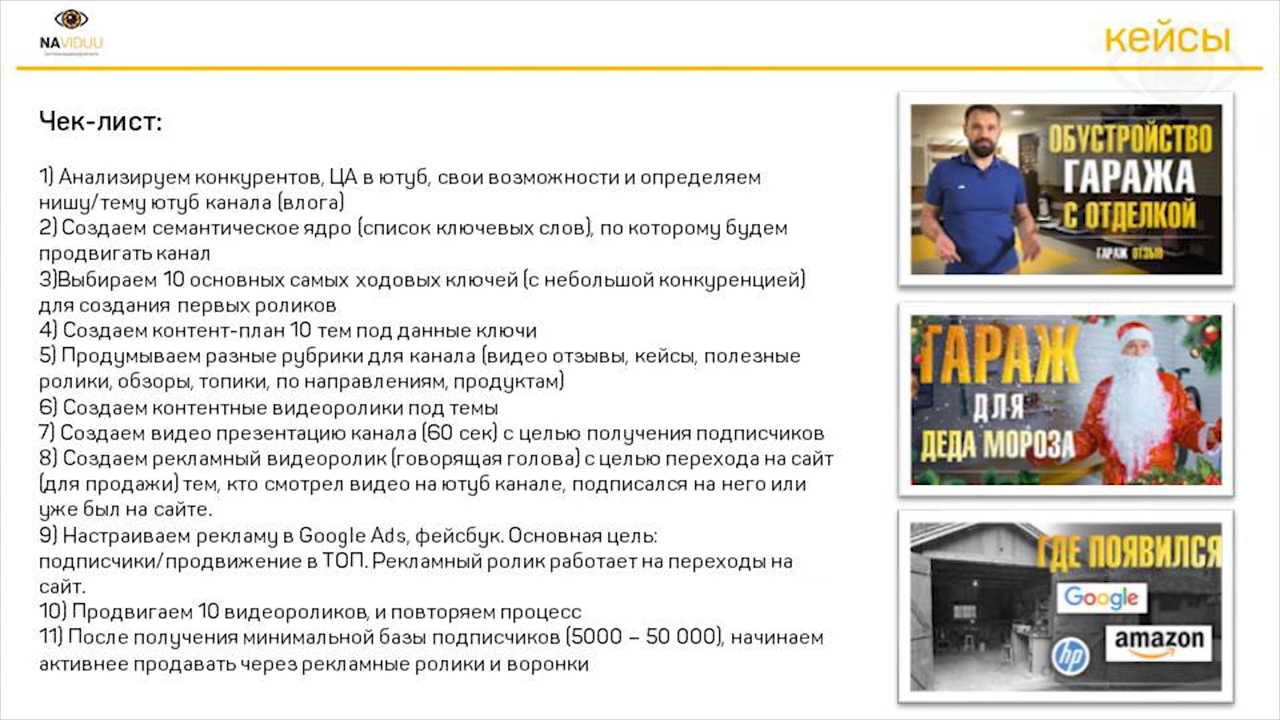 NAVIDUU
кейсы
Чек-лист:
1) Анализируем конкурентов, ЦА в ютуб, свои возможности и определяем
нишу/тему ютуб канала (влога)
2) Создаем семантическое ядро (список ключевых слов), по которому будем
продвигать канал
3)Выбираем 10 основных самых ходовых ключей (с небольшой конкуренцией)
для создания первых роликов
4) Создаем контент-план 10 тем под данные ключи
5) Продумываем разные рубрики для канала (видео отзывы, кейсы, полезные
ролики, обзоры, топики, по направлениям, продуктам)
6) Создаем контентные видеоролики под темы
7) Создаем видео презентацию канала (60 сек) с целью получения подписчиков
8) Создаем рекламный видеоролик (говорящая голова) с целью перехода на сайт
(для продажи) тем, кто смотрел видео на ютуб канале, подписался на него или
уже был на сайте.
9) Настраиваем рекламу в Google Ads, фейсбук. Основная цель:
подписчики/продвижение в ТОП. Рекламный ролик работает на переходы на
сайт.
10) Продвигаем 10 видеороликов, и повторяем процесс
11) После получения минимальной базы подписчиков (5000 – 50 000), начинаем
активнее продавать через рекламные ролики и воронки
ОБУСТРОЙСТВО
ГАРАЖА
С ОТДЕЛКОЙ
ГАРАЖ ОТЗЫВ
ГАРАЖ
ДЛЯ
ДЕДА МОРОЗА
ГДЕ ПОЯВИЛСЯ
Google
hp
amazon